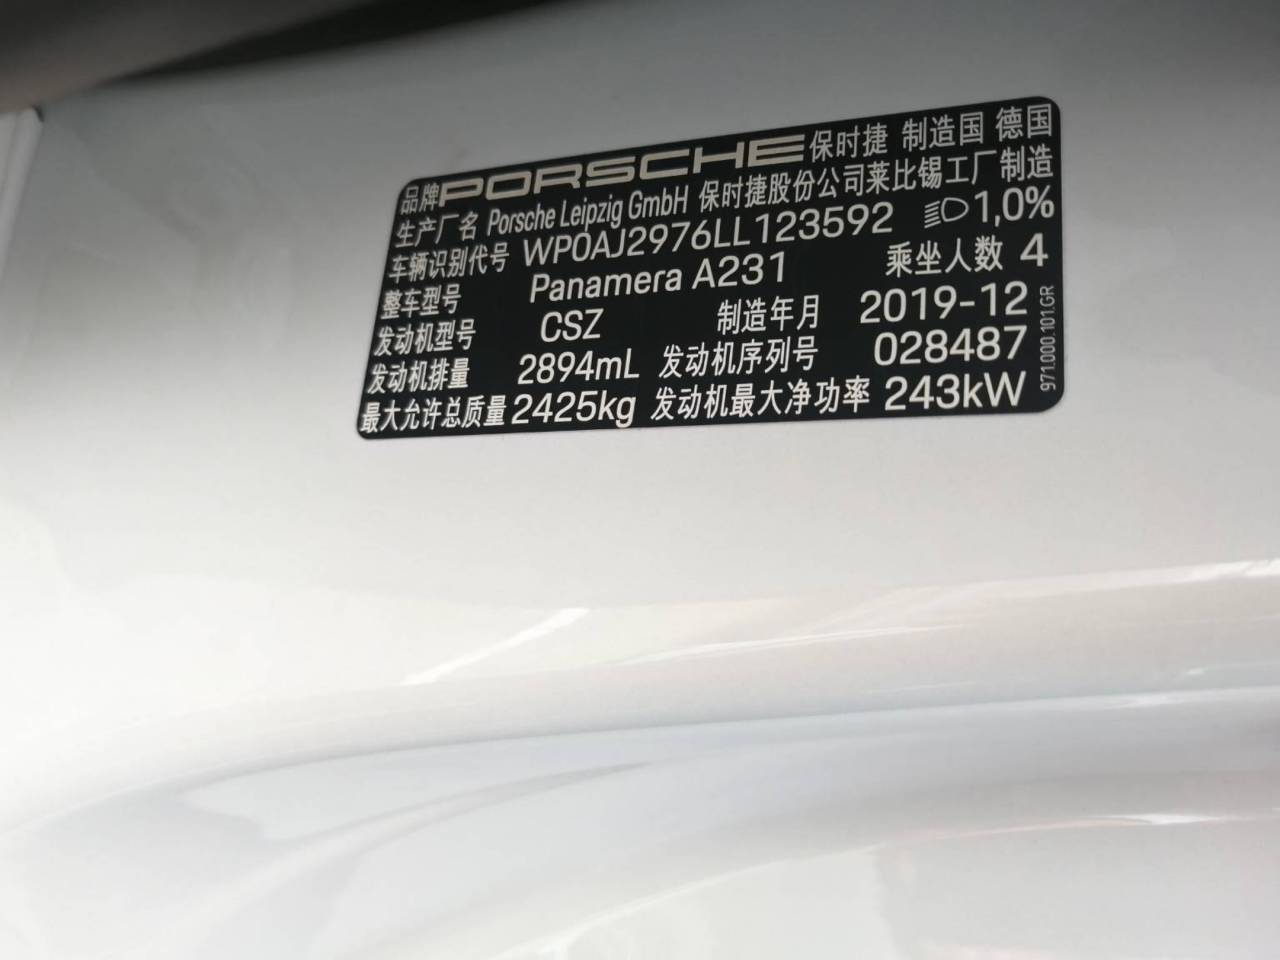 品牌 PORSCHE 保时捷 制造国 德国
生产厂名 Porsche Leipzig GmbH 保时捷股份公司莱比锡工厂制造
车辆识别代号 WP0AJ2976LL123592 1,0%
整车型号 Panamera A231 乘坐人数 4
发动机型号 CSZ 制造年月 2019-12
发动机排量 2894mL 发动机序列号 028487
最大允许总质量 2425kg 发动机最大净功率 243kW
971.000.101.GR